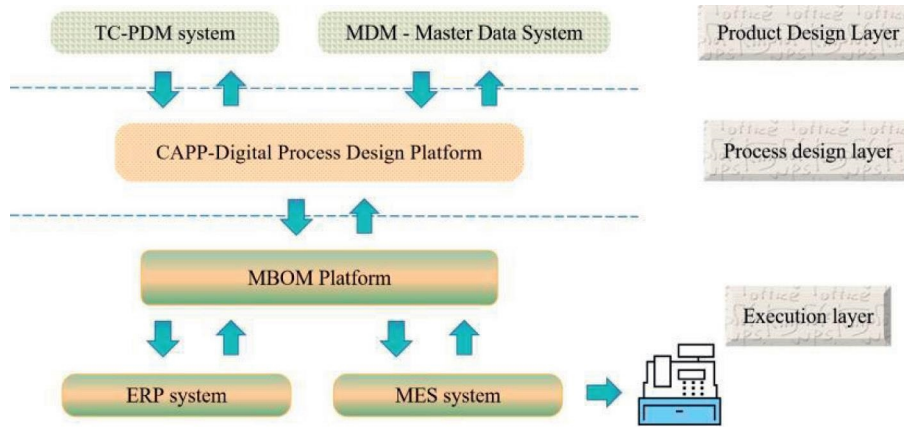 TC-PDM system
MDM - Master Data System
Product Design Layer
CAPP-Digital Process Design Platform
Process design layer
MBOM Platform
Execution layer
ERP system
MES system